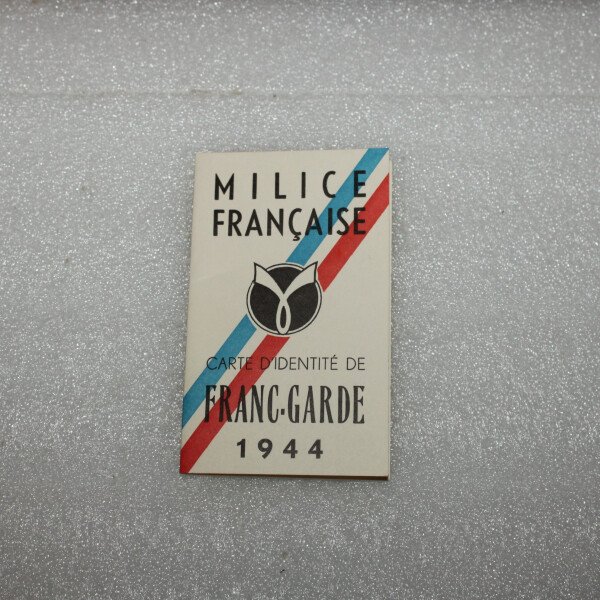 MILICE
FRANÇAISE
CARTE D'IDENTITÉ DE
FRANC-GARDE
1944